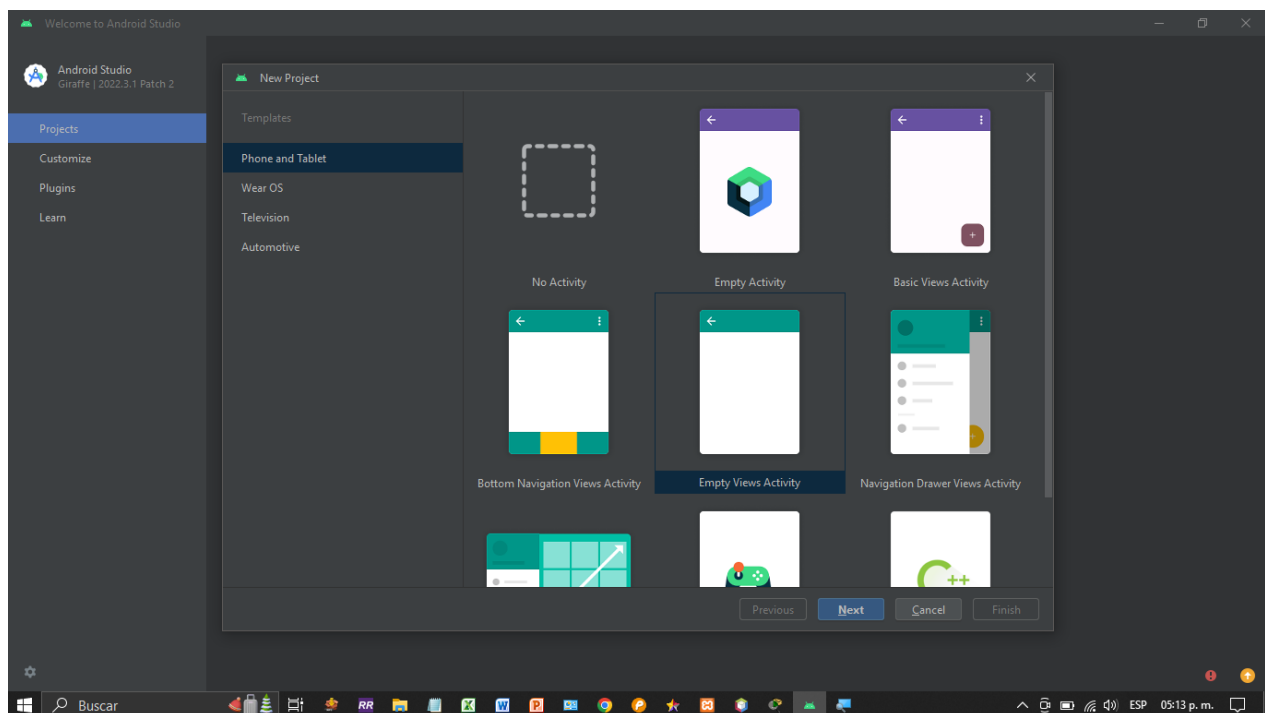 Welcome to Android Studio
Android Studio
Giraffe | 2022.3.1 Patch 2
Projects
Customize
Plugins
Learn
New Project
Templates
Phone and Tablet
Wear OS
Television
Automotive
No Activity
Empty Activity
Basic Views Activity
Bottom Navigation Views Activity
Empty Views Activity
Navigation Drawer Views Activity
++
Previous
Next
Cancel
Finish
Buscar
RR
ESP
05:13 p. m.